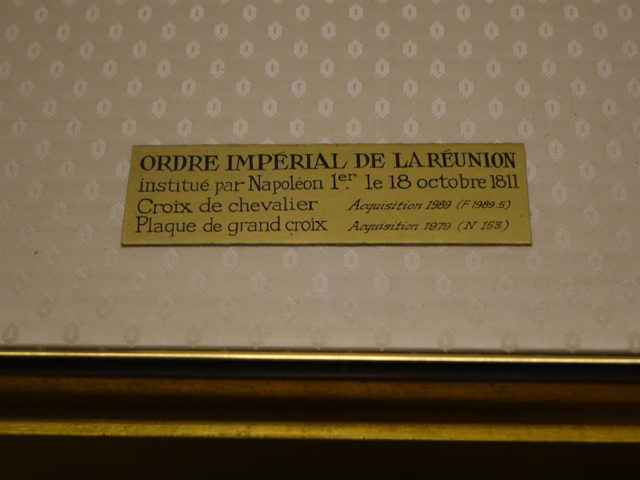 ORDRE IMPÉRIAL DE LA RÉUNION
institué par Napoléon 1er. le 18 octobre 1811
Croix de chevalier Acquisition 1989 (F 1989.5)
Plaque de grand croix Acquisition 1979 (N 153)